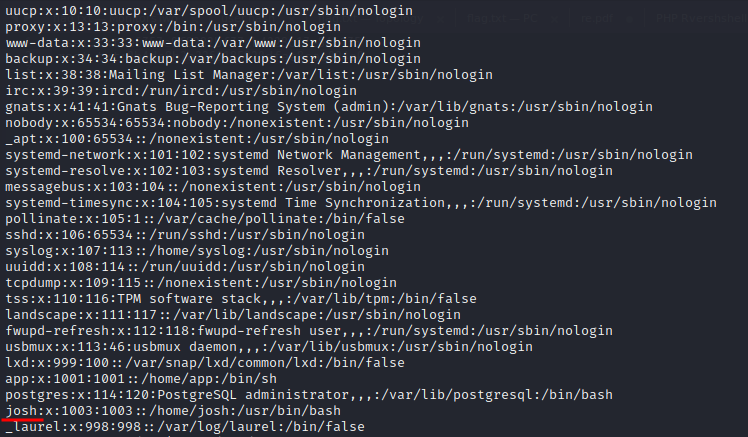 uucp:x:10:10:uucp:/var/spool/uucp:/usr/sbin/nologin
proxy:x:13:13:proxy:/bin:/usr/sbin/nologin
www-data:x:33:33:www-data:/var/www:/usr/sbin/nologin
backup:x:34:34:backup:/var/backups:/usr/sbin/nologin
list:x:38:38:Mailing List Manager:/var/list:/usr/sbin/nologin
irc:x:39:39:ircd:/run/ircd:/usr/sbin/nologin
gnats:x:41:41:Gnats Bug-Reporting System (admin):/var/lib/gnats:/usr/sbin/nologin
nobody:x:65534:65534:nobody:/nonexistent:/usr/sbin/nologin
_apt:x:100:65534::/nonexistent:/usr/sbin/nologin
systemd-network:x:101:102:systemd Network Management,,,:/run/systemd:/usr/sbin/nologin
systemd-resolve:x:102:103:systemd Resolver,,,:/run/systemd:/usr/sbin/nologin
messagebus:x:103:104::/nonexistent:/usr/sbin/nologin
systemd-timesync:x:104:105:systemd Time Synchronization,,,:/run/systemd:/usr/sbin/nologin
pollinate:x:105:1::/var/cache/pollinate:/bin/false
sshd:x:106:65534::/run/sshd:/usr/sbin/nologin
syslog:x:107:113::/home/syslog:/usr/sbin/nologin
uuidd:x:108:114::/run/uuidd:/usr/sbin/nologin
tcpdump:x:109:115::/nonexistent:/usr/sbin/nologin
tss:x:110:116:TPM software stack,,,:/var/lib/tpm:/bin/false
landscape:x:111:117::/var/lib/landscape:/usr/sbin/nologin
fwupd-refresh:x:112:118:fwupd-refresh user,,,:/run/systemd:/usr/sbin/nologin
usbmux:x:113:46:usbmux daemon,,,:/var/lib/usbmux:/usr/sbin/nologin
lxd:x:999:100::/var/snap/lxd/common/lxd:/bin/false
app:x:1001:1001::/home/app:/bin/sh
postgres:x:114:120:PostgreSQL administrator,,,:/var/lib/postgresql:/bin/bash
josh:x:1003:1003::/home/josh:/usr/bin/bash
_laurel:x:998:998::/var/log/laurel:/bin/false